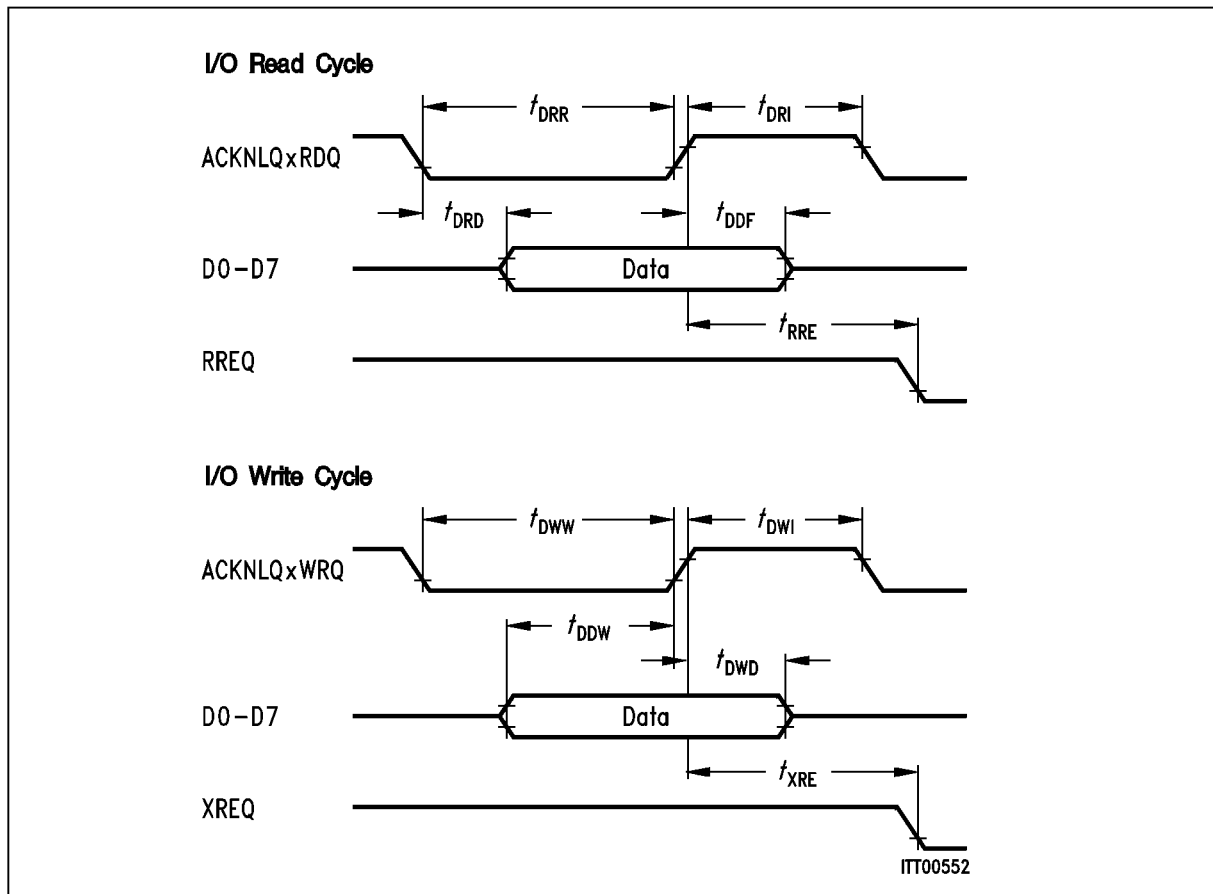 I/O Read Cycle
tDRR
tDRI
ACKNLQxRDQ
tDRD
tDDF
D0-D7
Data
tRRE
RREQ
I/O Write Cycle
tDWW
tDWI
ACKNLQxWRQ
tDDW
tDWD
D0-D7
Data
tXRE
XREQ
ITT00552